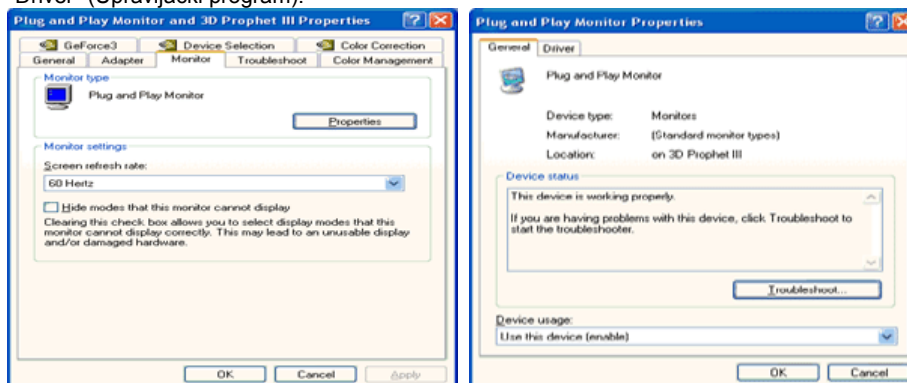 "Driver" (Upravljački program).
Plug and Play Monitor and 3D Prophet III Properties
GeForce3 Device Selection Color Correction
General Adapter Monitor Troubleshoot Color Management
Monitor type
Plug and Play Monitor
Properties
Monitor settings
Screen refresh rate:
60 Hertz
Hide modes that this monitor cannot display
Clearing this check box allows you to select display modes that this
monitor cannot display correctly. This may lead to an unusable display
and/or damaged hardware.
OK Cancel Apply
Plug and Play Monitor Properties
General Driver
Plug and Play Monitor
Device type: Monitors
Manufacturer: (Standard monitor types)
Location: on 3D Prophet III
Device status
This device is working properly.
If you are having problems with this device, click Troubleshoot to
start the troubleshooter.
Troubleshoot...
Device usage:
Use this device (enable)
OK Cancel